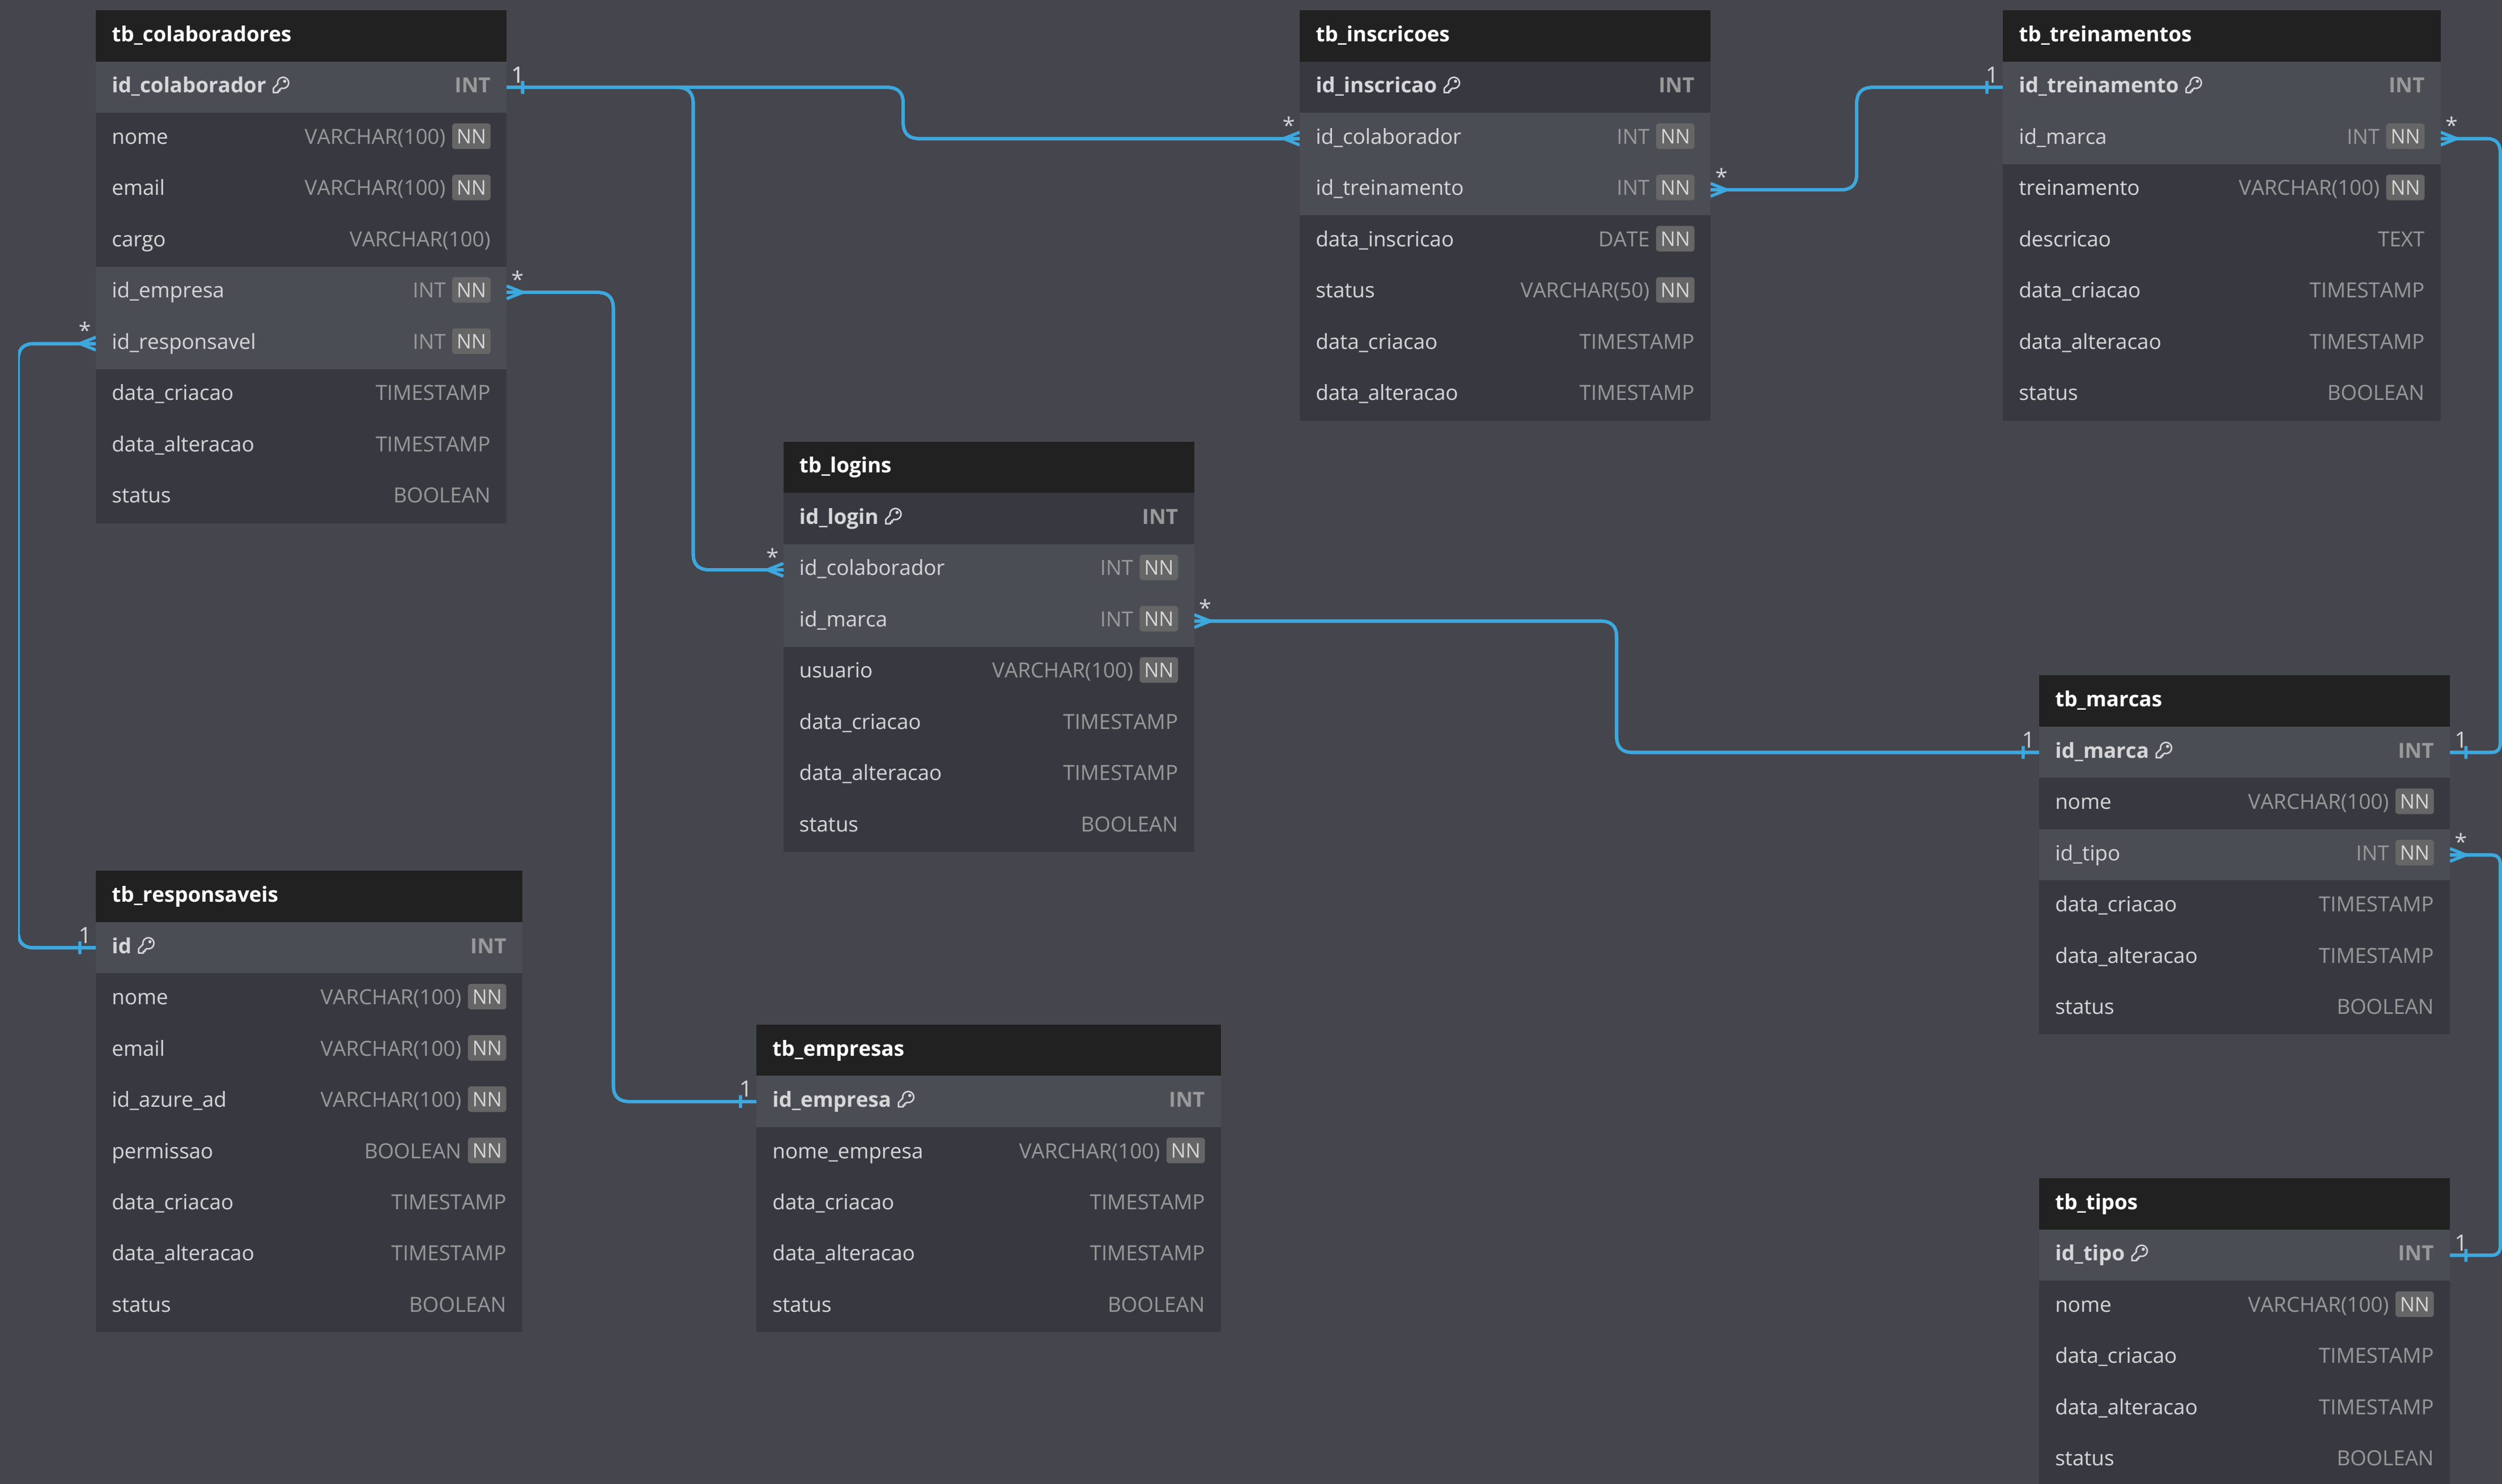 tb_colaboradores
id_colaborador INT
nome VARCHAR(100) NN
email VARCHAR(100) NN
cargo VARCHAR(100)
id_empresa INT NN
id_responsavel INT NN
data_criacao TIMESTAMP
data_alteracao TIMESTAMP
status BOOLEAN
1
*
*
tb_inscricoes
id_inscricao INT
id_colaborador INT NN
id_treinamento INT NN
data_inscricao DATE NN
status VARCHAR(50) NN
data_criacao TIMESTAMP
data_alteracao TIMESTAMP
*
*
tb_treinamentos
id_treinamento INT
id_marca INT NN
treinamento VARCHAR(100) NN
descricao TEXT
data_criacao TIMESTAMP
data_alteracao TIMESTAMP
status BOOLEAN
1
*
tb_logins
id_login INT
id_colaborador INT NN
id_marca INT NN
usuario VARCHAR(100) NN
data_criacao TIMESTAMP
data_alteracao TIMESTAMP
status BOOLEAN
*
*
tb_marcas
id_marca INT
nome VARCHAR(100) NN
id_tipo INT NN
data_criacao TIMESTAMP
data_alteracao TIMESTAMP
status BOOLEAN
1
1
*
tb_responsaveis
id INT
nome VARCHAR(100) NN
email VARCHAR(100) NN
id_azure_ad VARCHAR(100) NN
permissao BOOLEAN NN
data_criacao TIMESTAMP
data_alteracao TIMESTAMP
status BOOLEAN
1
tb_empresas
id_empresa INT
nome_empresa VARCHAR(100) NN
data_criacao TIMESTAMP
data_alteracao TIMESTAMP
status BOOLEAN
1
tb_tipos
id_tipo INT
nome VARCHAR(100) NN
data_criacao TIMESTAMP
data_alteracao TIMESTAMP
status BOOLEAN
1